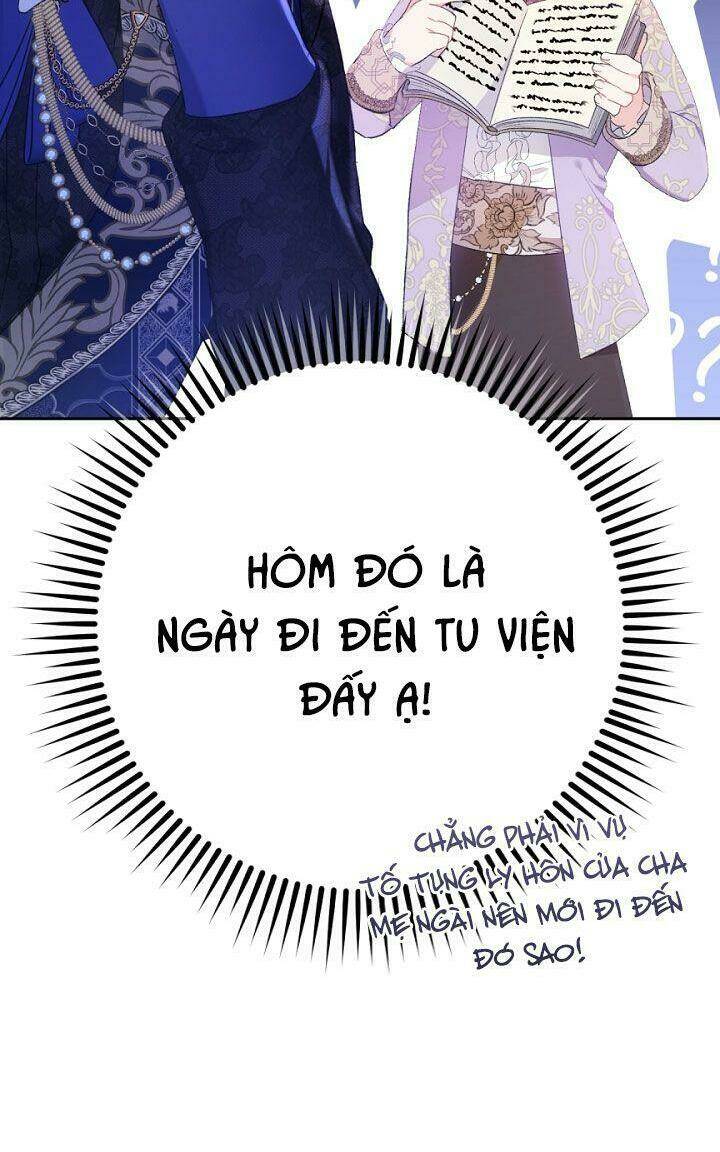 HÔM ĐÓ LÀ
NGÀY ĐI ĐẾN TU VIỆN
ĐẤY Ạ!
CHẲNG PHẢI VÌ VỤ
TỐ TỤNG LY HÔN CỦA CHA
MẸ NGÀI NÊN MỚI ĐI ĐẾN
ĐÓ SAO!